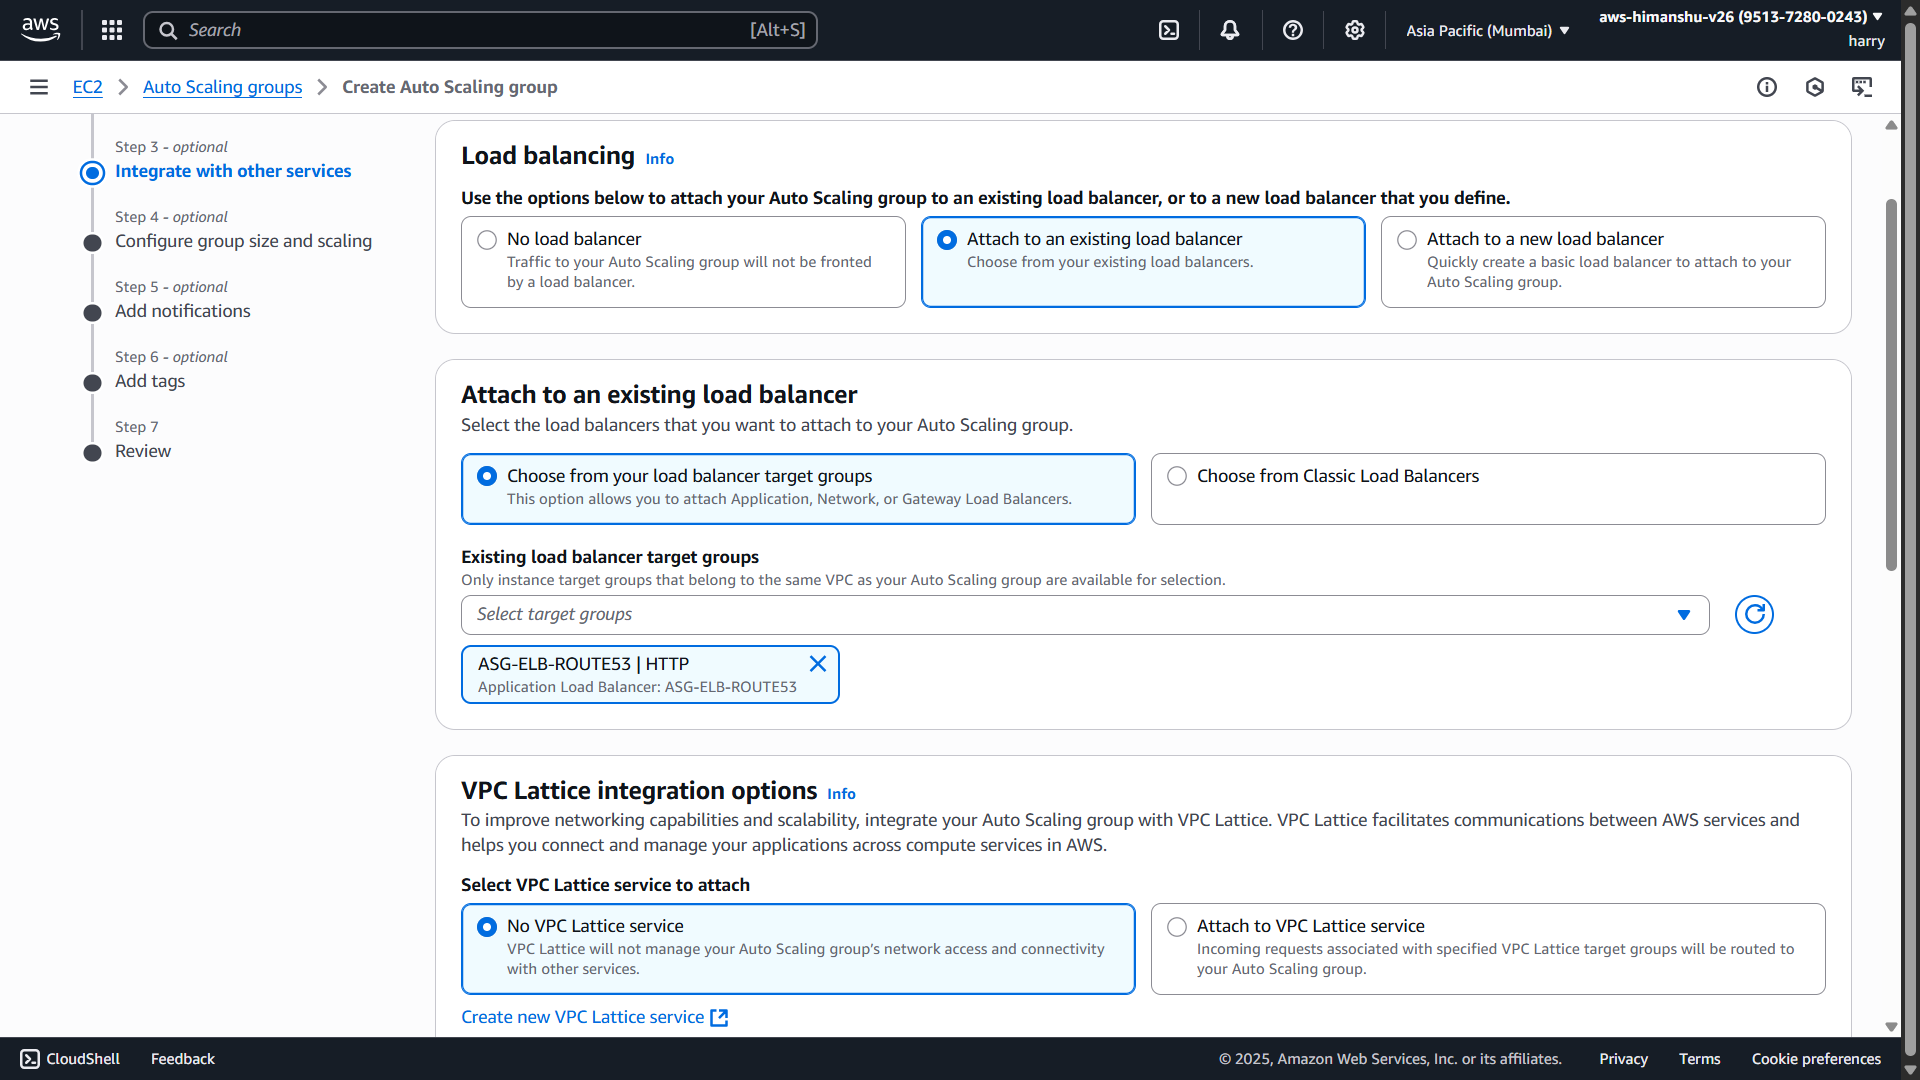 aws
Search
[Alt+S]
Asia Pacific (Mumbai)
aws-himanshu-v26 (9513-7280-0243)
harry
EC2
Auto Scaling groups
Create Auto Scaling group
Step 3 - optional
Integrate with other services
Step 4 - optional
Configure group size and scaling
Step 5 - optional
Add notifications
Step 6 - optional
Add tags
Step 7
Review
Load balancing Info
Use the options below to attach your Auto Scaling group to an existing load balancer, or to a new load balancer that you define.
No load balancer
Traffic to your Auto Scaling group will not be fronted
by a load balancer.
Attach to an existing load balancer
Choose from your existing load balancers.
Attach to a new load balancer
Quickly create a basic load balancer to attach to your
Auto Scaling group.
Attach to an existing load balancer
Select the load balancers that you want to attach to your Auto Scaling group.
Choose from your load balancer target groups
This option allows you to attach Application, Network, or Gateway Load Balancers.
Choose from Classic Load Balancers
Existing load balancer target groups
Only instance target groups that belong to the same VPC as your Auto Scaling group are available for selection.
Select target groups
ASG-ELB-ROUTE53 | HTTP
Application Load Balancer: ASG-ELB-ROUTE53
VPC Lattice integration options Info
To improve networking capabilities and scalability, integrate your Auto Scaling group with VPC Lattice. VPC Lattice facilitates communications between AWS services and
helps you connect and manage your applications across compute services in AWS.
Select VPC Lattice service to attach
No VPC Lattice service
VPC Lattice will not manage your Auto Scaling group's network access and connectivity
with other services.
Attach to VPC Lattice service
Incoming requests associated with specified VPC Lattice target groups will be routed to
your Auto Scaling group.
Create new VPC Lattice service
CloudShell
Feedback
© 2025, Amazon Web Services, Inc. or its affiliates.
Privacy
Terms
Cookie preferences